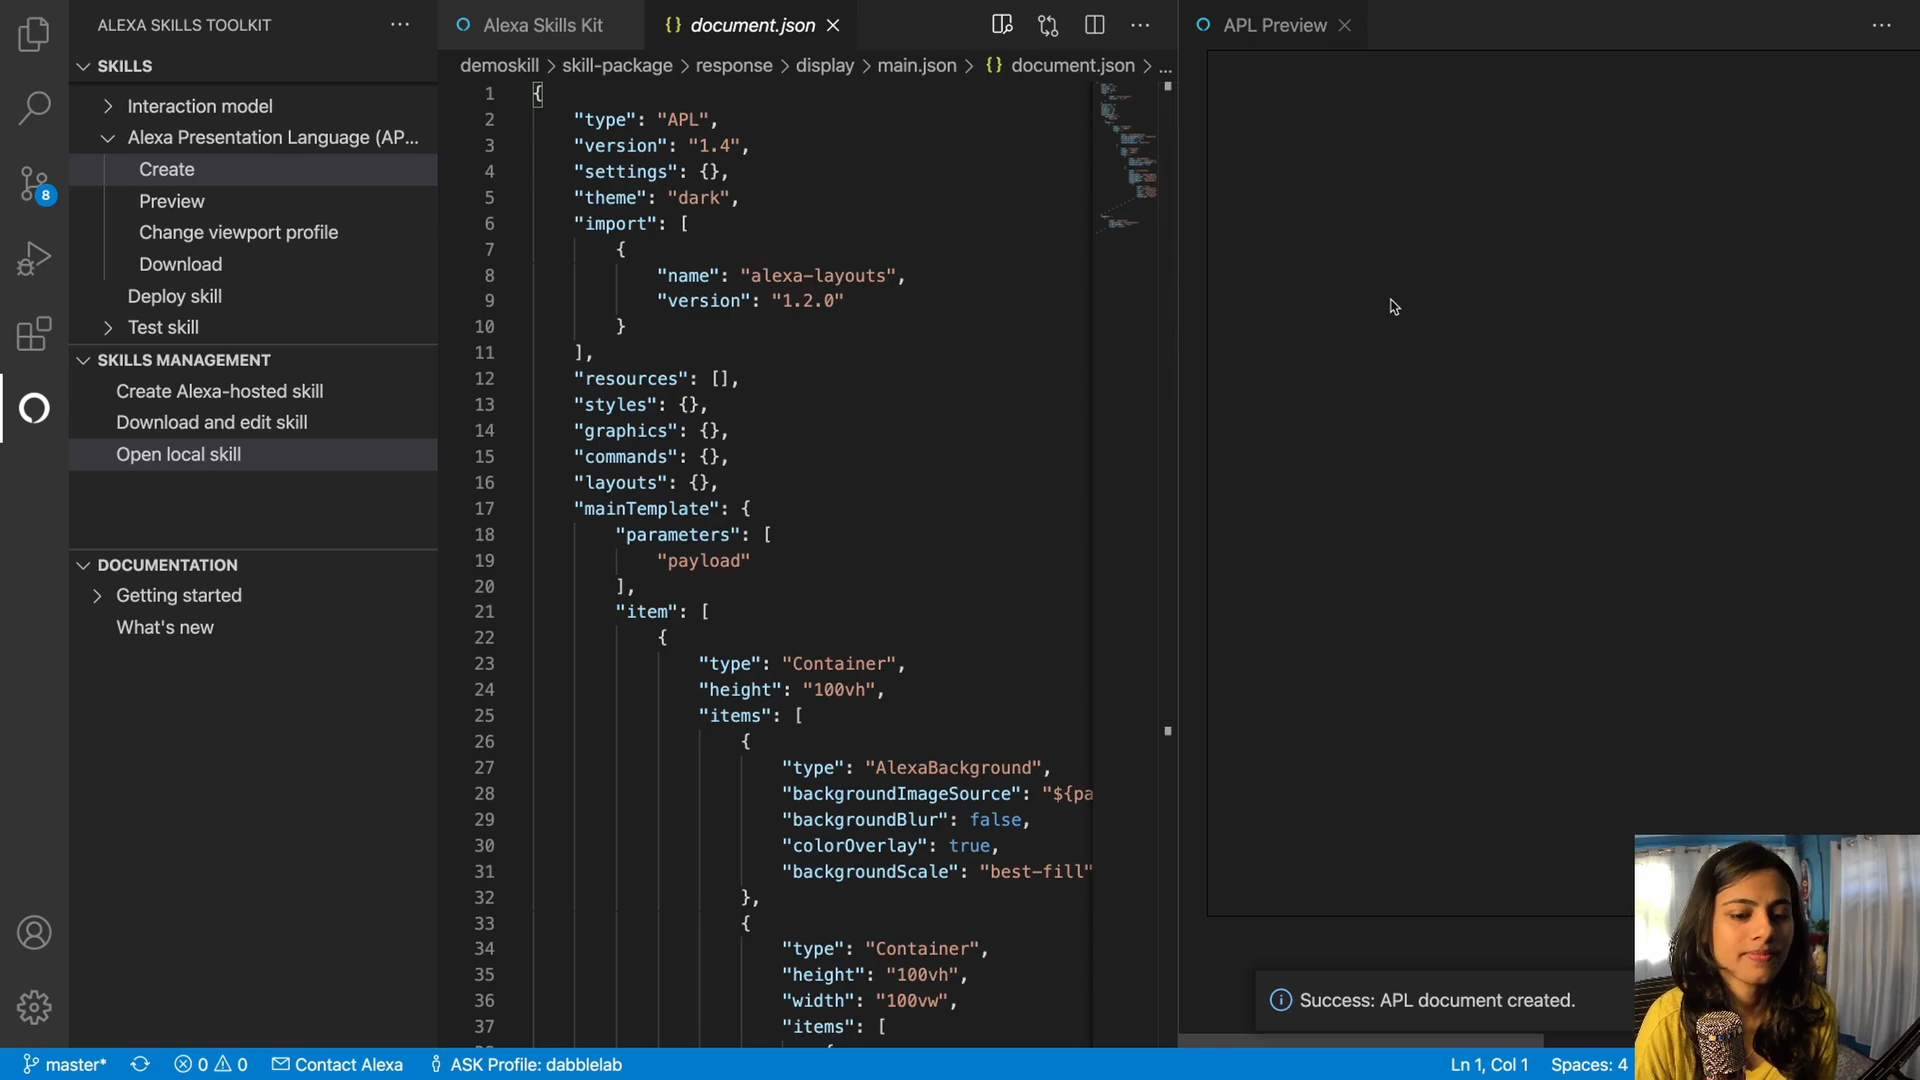 ALEXA SKILLS TOOLKIT
SKILLS
Interaction model
Alexa Presentation Language (AP...
Create
Preview
Change viewport profile
Download
Deploy skill
Test skill
SKILLS MANAGEMENT
Create Alexa-hosted skill
Download and edit skill
Open local skill
DOCUMENTATION
Getting started
What's new
8
Alexa Skills Kit
{} document.json
demoskill > skill-package > response > display > main.json > {} document.json > ...
1 {
2 "type": "APL",
3 "version": "1.4",
4 "settings": {},
5 "theme": "dark",
6 "import": [
7 {
8 "name": "alexa-layouts",
9 "version": "1.2.0"
10 }
11 ],
12 "resources": [],
13 "styles": {},
14 "graphics": {},
15 "commands": {},
16 "layouts": {},
17 "mainTemplate": {
18 "parameters": [
19 "payload"
20 ],
21 "item": [
22 {
23 "type": "Container",
24 "height": "100vh",
25 "items": [
26 {
27 "type": "AlexaBackground",
28 "backgroundImageSource": "${pa
29 "backgroundBlur": false,
30 "colorOverlay": true,
31 "backgroundScale": "best-fill"
32 },
33 {
34 "type": "Container",
35 "height": "100vh",
36 "width": "100vw",
37 "items": [
APL Preview
Success: APL document created.
master*
0 0
Contact Alexa
ASK Profile: dabblelab
Ln 1, Col 1
Spaces: 4